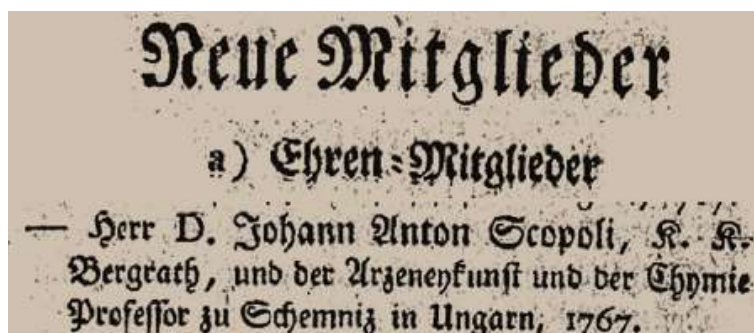 Neue Mitglieder
a) Ehren-Mitglieder
— Herr D. Johann Anton Scopoli, K. K.
Bergrath, und der Arzeneykunst und der Chymie
Professor zu Schemniz in Ungarn, 1767.